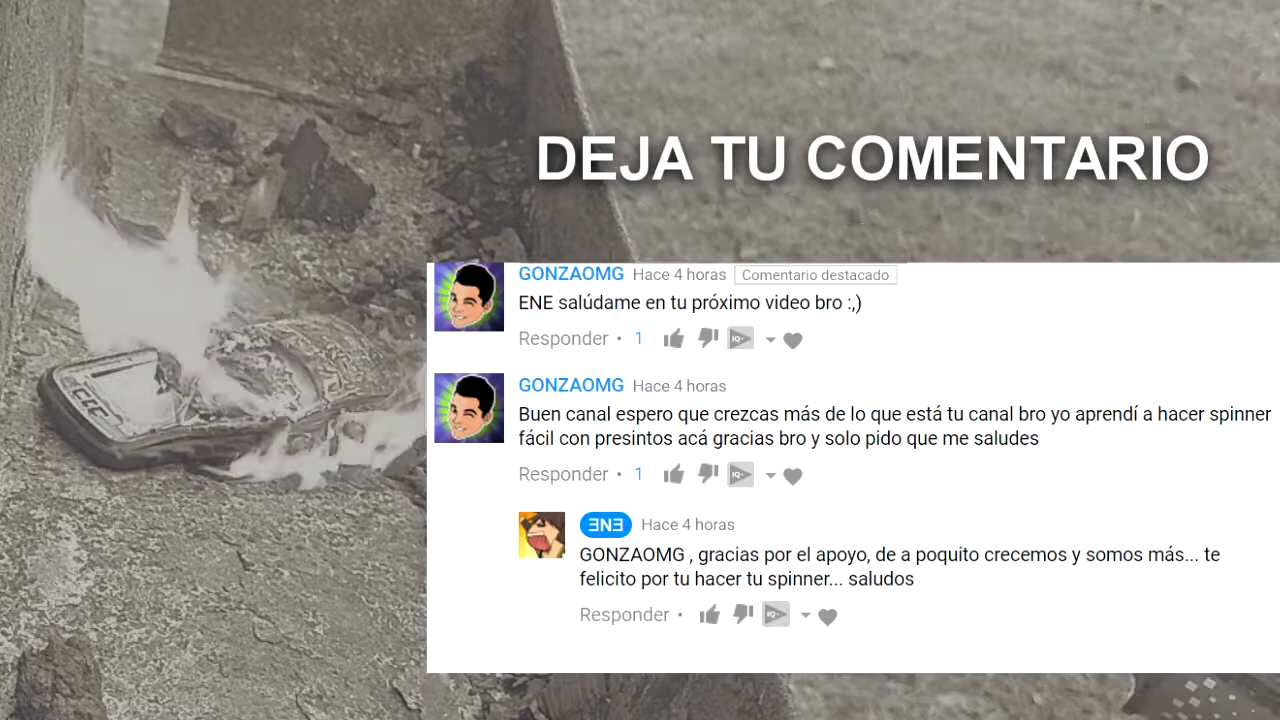 DEJA TU COMENTARIO
GONZAOMG Hace 4 horas Comentario destacado
ENE salúdame en tu próximo video bro :,)
Responder • 1 IQ+
GONZAOMG Hace 4 horas
Buen canal espero que crezcas más de lo que está tu canal bro yo aprendí a hacer spinner
fácil con presintos acá gracias bro y solo pido que me saludes
Responder • 1 IQ+
ƎNƎ Hace 4 horas
GONZAOMG , gracias por el apoyo, de a poquito crecemos y somos más... te
felicito por tu hacer tu spinner... saludos
Responder • IQ+